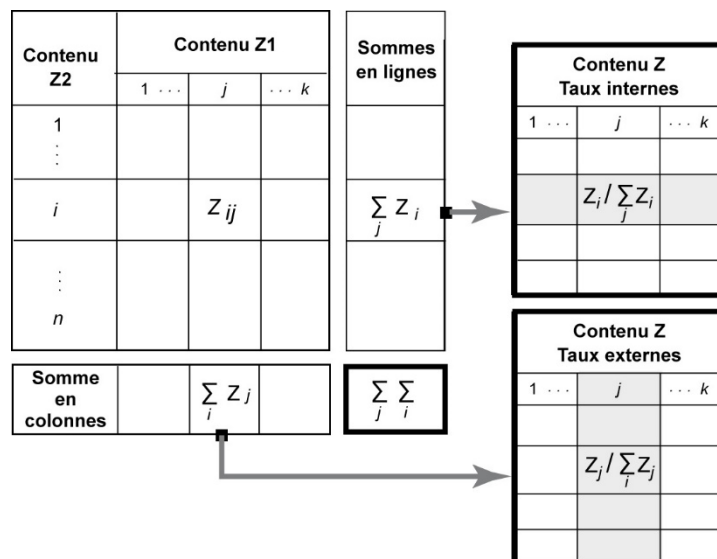 Contenu
Z2
Contenu Z1
1 ··· j ··· k
1
⋮
i Z ij
⋮
n
Sommes
en lignes
∑ Z i
j
Somme
en
colonnes
∑ Z j
i
∑ ∑
j i
Contenu Z
Taux internes
1 ··· j ··· k
Z i / ∑ Z i
j
Contenu Z
Taux externes
1 ··· j ··· k
Z j / ∑ Z j
i